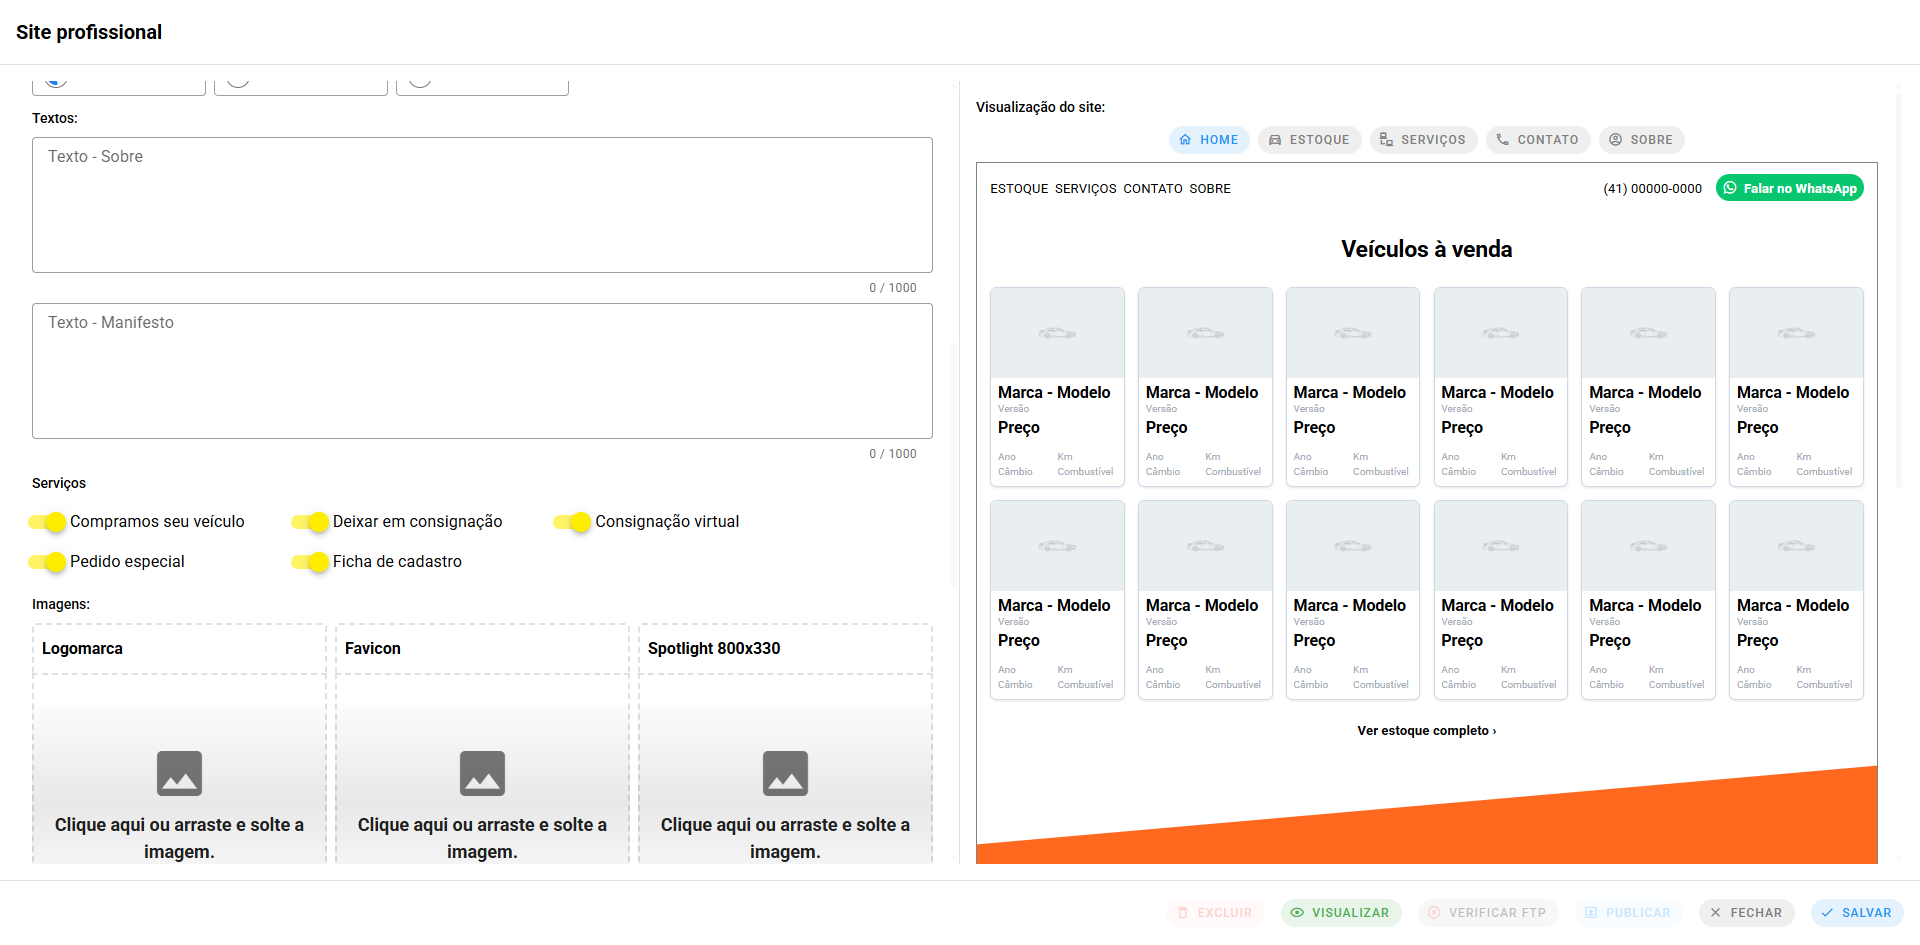 Site profissional
Textos:
Texto - Sobre
0 / 1000
Texto - Manifesto
0 / 1000
Serviços
Compramos seu veículo Deixar em consignação Consignação virtual
Pedido especial Ficha de cadastro
Imagens:
Logomarca Favicon Spotlight 800x330
Clique aqui ou arraste e solte a imagem.
Clique aqui ou arraste e solte a imagem.
Clique aqui ou arraste e solte a imagem.
Visualização do site:
HOME ESTOQUE SERVIÇOS CONTATO SOBRE
ESTOQUE SERVIÇOS CONTATO SOBRE (41) 00000-0000 Falar no WhatsApp
Veículos à venda
Marca - Modelo Marca - Modelo Marca - Modelo Marca - Modelo Marca - Modelo Marca - Modelo
Versão Versão Versão Versão Versão Versão
Preço Preço Preço Preço Preço Preço
Ano Km Ano Km Ano Km Ano Km Ano Km Ano Km
Câmbio Combustível Câmbio Combustível Câmbio Combustível Câmbio Combustível Câmbio Combustível Câmbio Combustível
Marca - Modelo Marca - Modelo Marca - Modelo Marca - Modelo Marca - Modelo Marca - Modelo
Versão Versão Versão Versão Versão Versão
Preço Preço Preço Preço Preço Preço
Ano Km Ano Km Ano Km Ano Km Ano Km Ano Km
Câmbio Combustível Câmbio Combustível Câmbio Combustível Câmbio Combustível Câmbio Combustível Câmbio Combustível
Ver estoque completo ›
EXCLUIR VISUALIZAR VERIFICAR FTP PUBLICAR FECHAR SALVAR